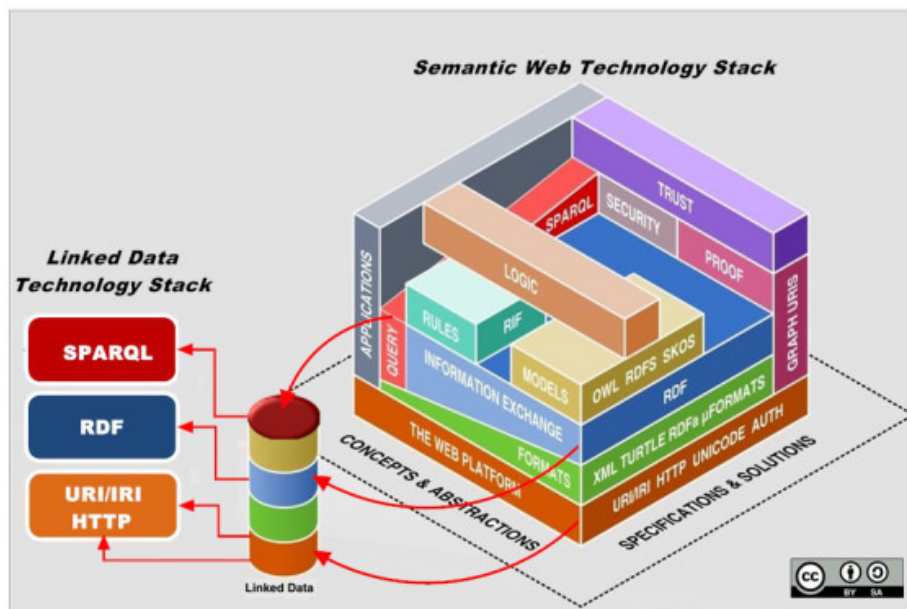 Semantic Web Technology Stack
Linked Data
Technology Stack
SPARQL
RDF
URI/IRI
HTTP
Linked Data
APPLICATIONS
TRUST
SPARQL
SECURITY
PROOF
LOGIC
QUERY
RULES
RIF
MODELS
OWL RDFS SKOS
GRAPH URIS
INFORMATION EXCHANGE
RDF
FORMATS
XML TURTLE RDFa µFORMATS
THE WEB PLATFORM
URI/IRI HTTP UNICODE AUTH
CONCEPTS & ABSTRACTIONS
SPECIFICATIONS & SOLUTIONS
cc
BY SA